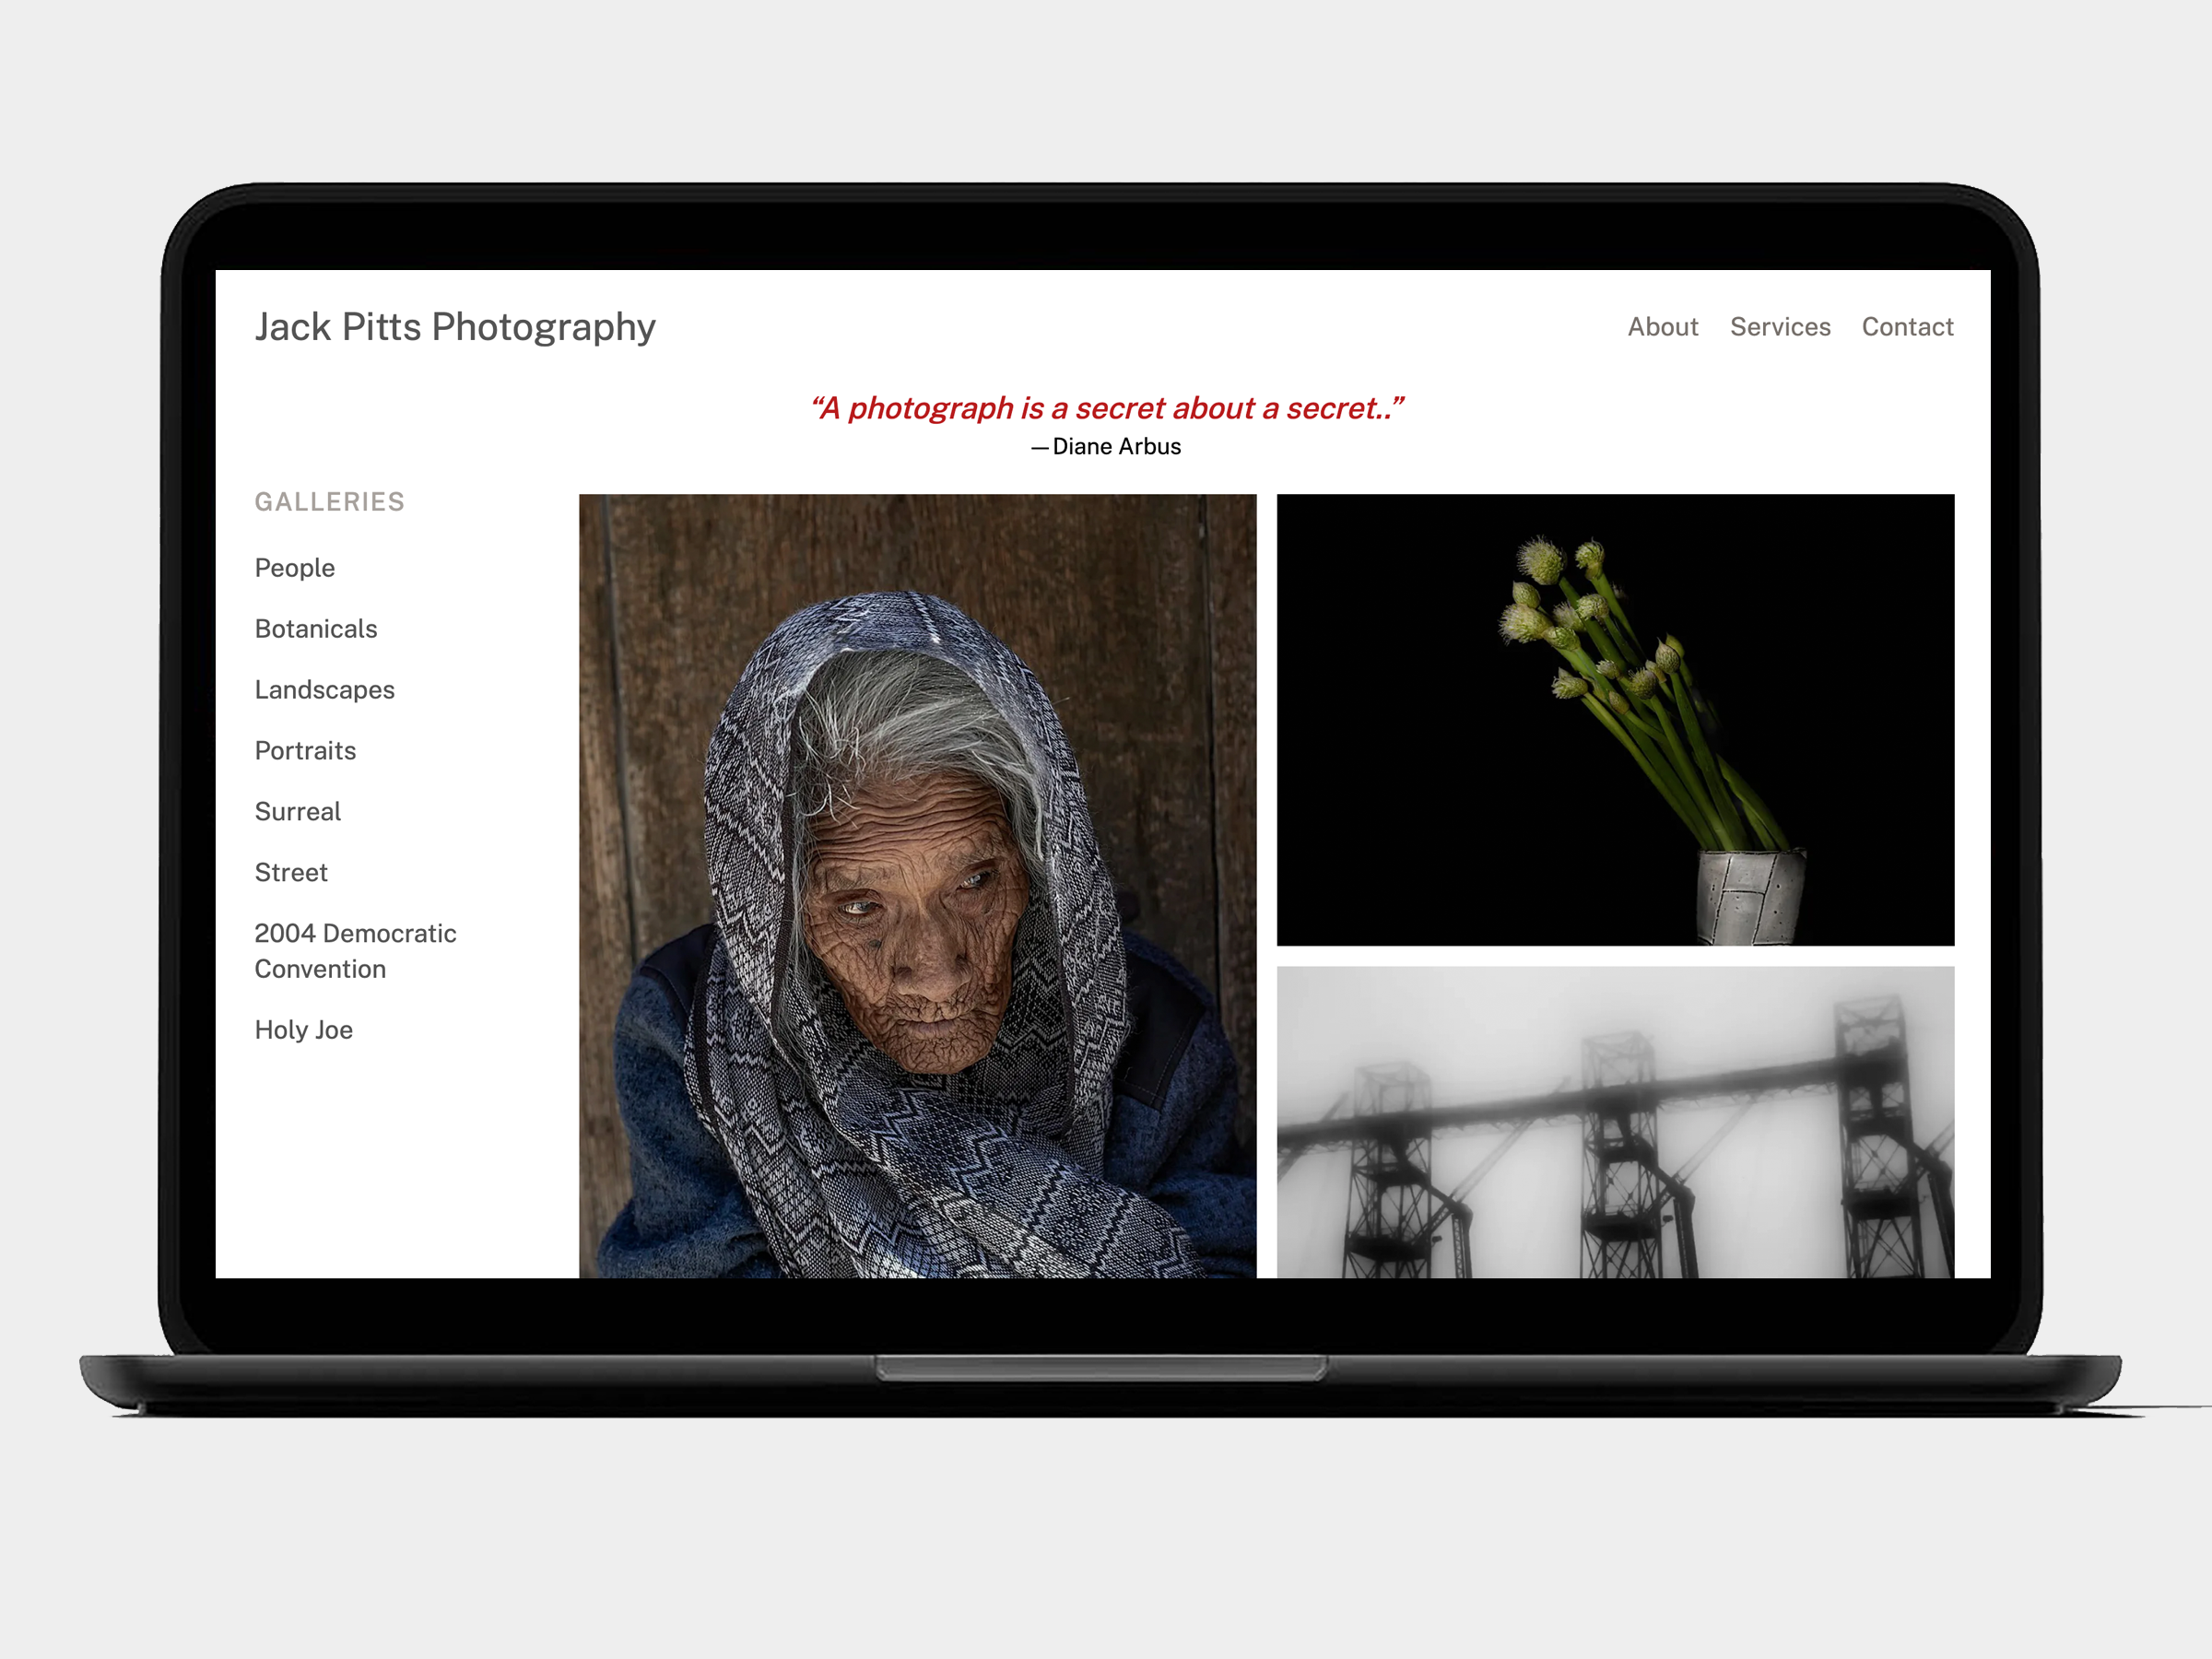 Jack Pitts Photography
About Services Contact
“A photograph is a secret about a secret..”
— Diane Arbus
GALLERIES
People
Botanicals
Landscapes
Portraits
Surreal
Street
2004 Democratic
Convention
Holy Joe